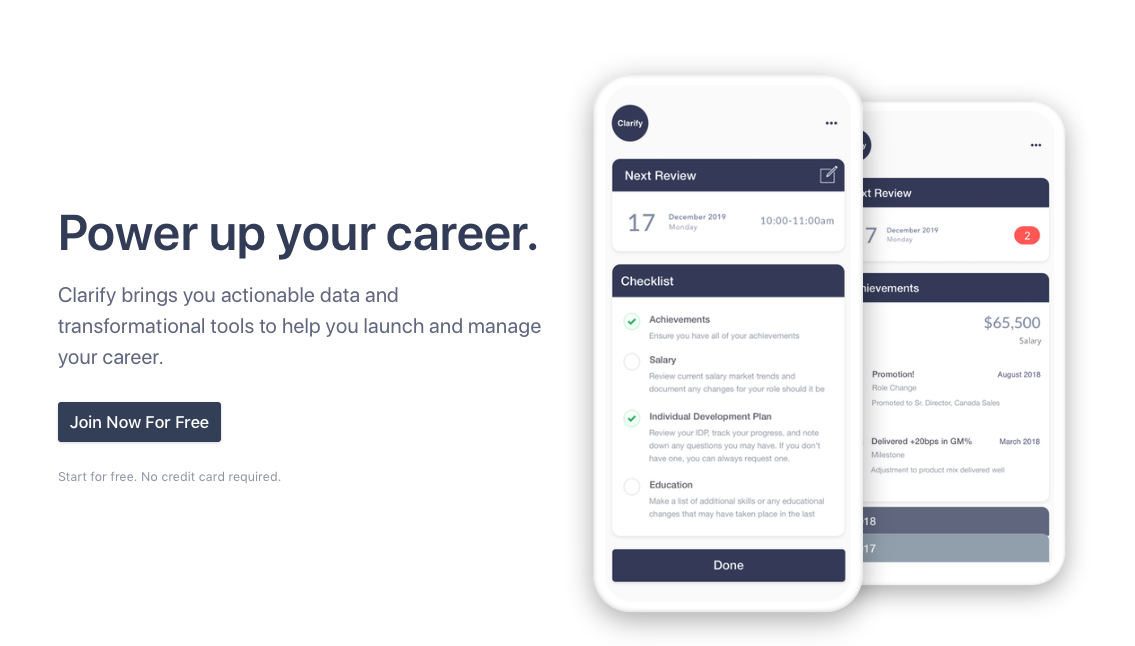 Power up your career.
Clarify brings you actionable data and
transformational tools to help you launch and manage
your career.
Join Now For Free
Start for free. No credit card required.
Clarify
•••
Next Review
17
December 2019
Monday
10:00-11:00am
Checklist
Achievements
Ensure you have all of your achievements
Salary
Review current salary market trends and
document any changes for your role should it be
Individual Development Plan
Review your IDP, track your progress, and note
down any questions you may have. If you don't
have one, you can always request one.
Education
Make a list of additional skills or any educational
changes that may have taken place in the last
Done
y
•••
xt Review
7
December 2019
Monday
2
hievements
$65,500
Salary
Promotion!
August 2018
Role Change
Promoted to Sr. Director, Canada Sales
Delivered +20bps in GM%
March 2018
Milestone
Adjustment to product mix delivered well
18
17